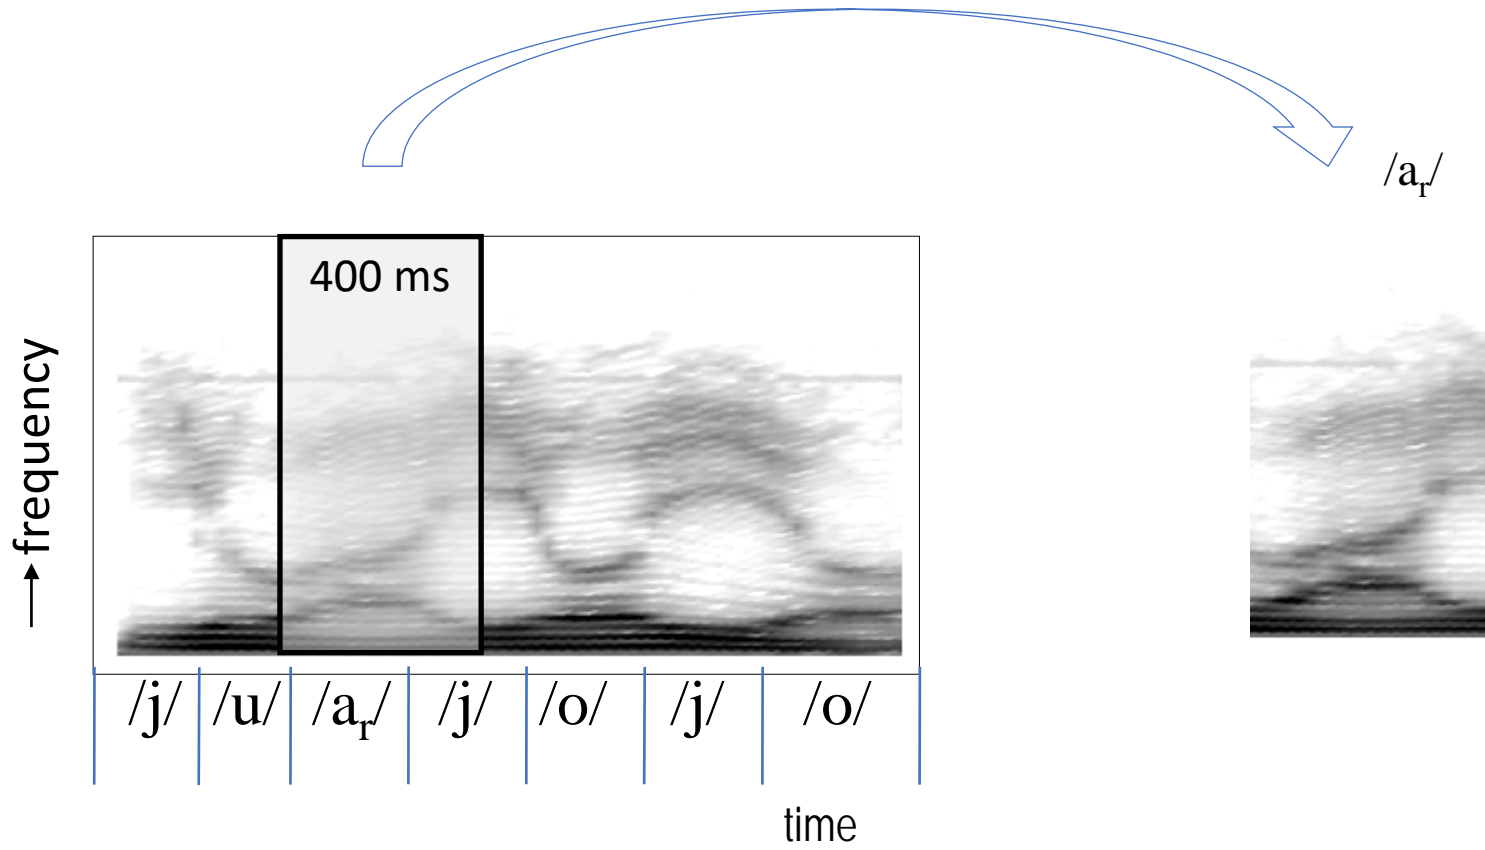 /aᵣ/
400 ms
→ frequency
/j/ /u/ /aᵣ/ /j/ /o/ /j/ /o/
time